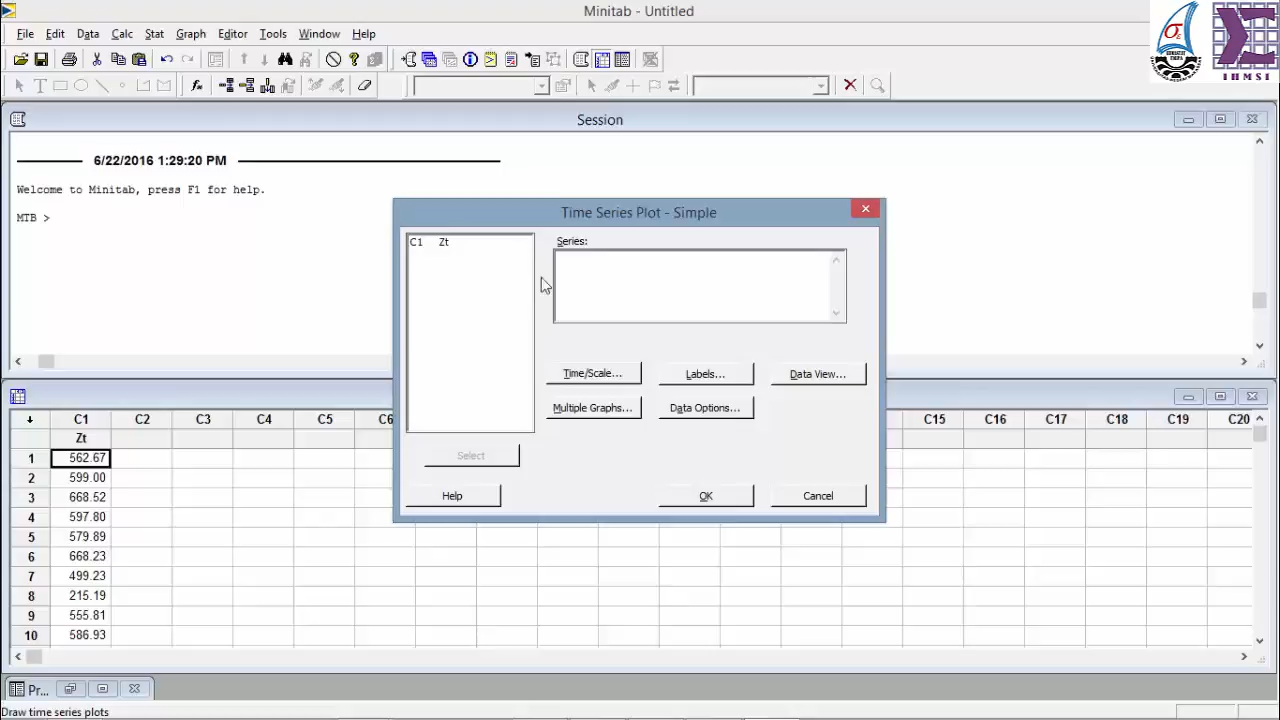 Minitab - Untitled
File Edit Data Calc Stat Graph Editor Tools Window Help
IHMSI
Session
6/22/2016 1:29:20 PM
Welcome to Minitab, press F1 for help.
MTB >
Time Series Plot - Simple
C1 Zt
Series:
Time/Scale... Labels... Data View...
Multiple Graphs... Data Options...
Select
Help OK Cancel
C1 C2 C3 C4 C5 C6 C15 C16 C17 C18 C19 C20
Zt
1 562.67
2 599.00
3 668.52
4 597.80
5 579.89
6 668.23
7 499.23
8 215.19
9 555.81
10 586.93
Pr...
Draw time series plots